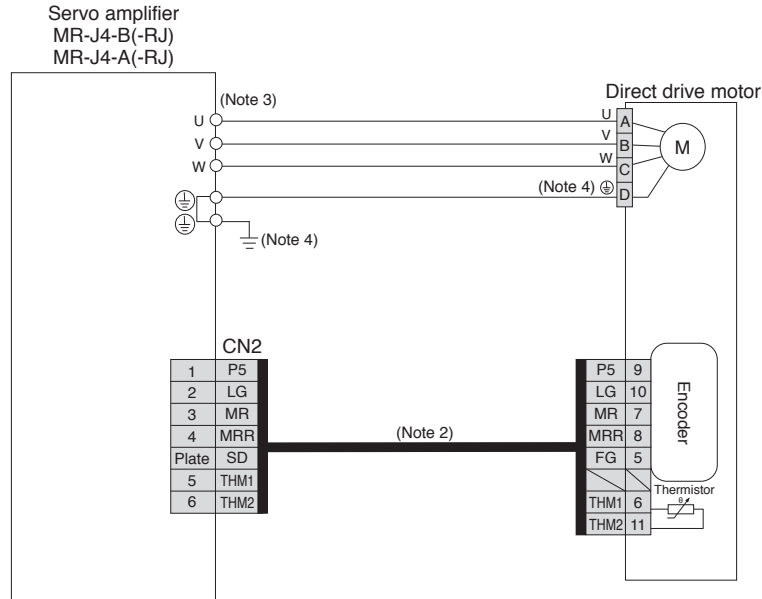 Servo amplifier
MR-J4-B(-RJ)
MR-J4-A(-RJ)
Direct drive motor
(Note 3)
U
U
A
V
V
B
M
W
W
C
(Note 4)
D
(Note 4)
CN2
1 P5
2 LG
3 MR
4 MRR
Plate SD
5 THM1
6 THM2
(Note 2)
P5 9
LG 10
MR 7
MRR 8
FG 5
THM1 6
THM2 11
Encoder
Thermistor
θ